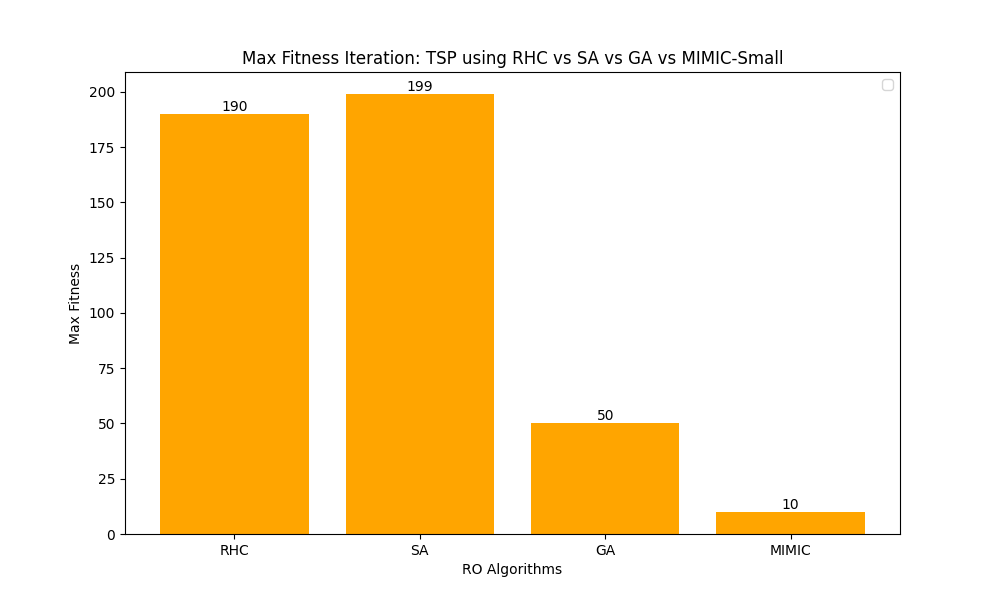 Max Fitness Iteration: TSP using RHC vs SA vs GA vs MIMIC-Small
200
175
150
125
100
75
50
25
0
Max Fitness
190
199
50
10
RHC
SA
GA
MIMIC
RO Algorithms